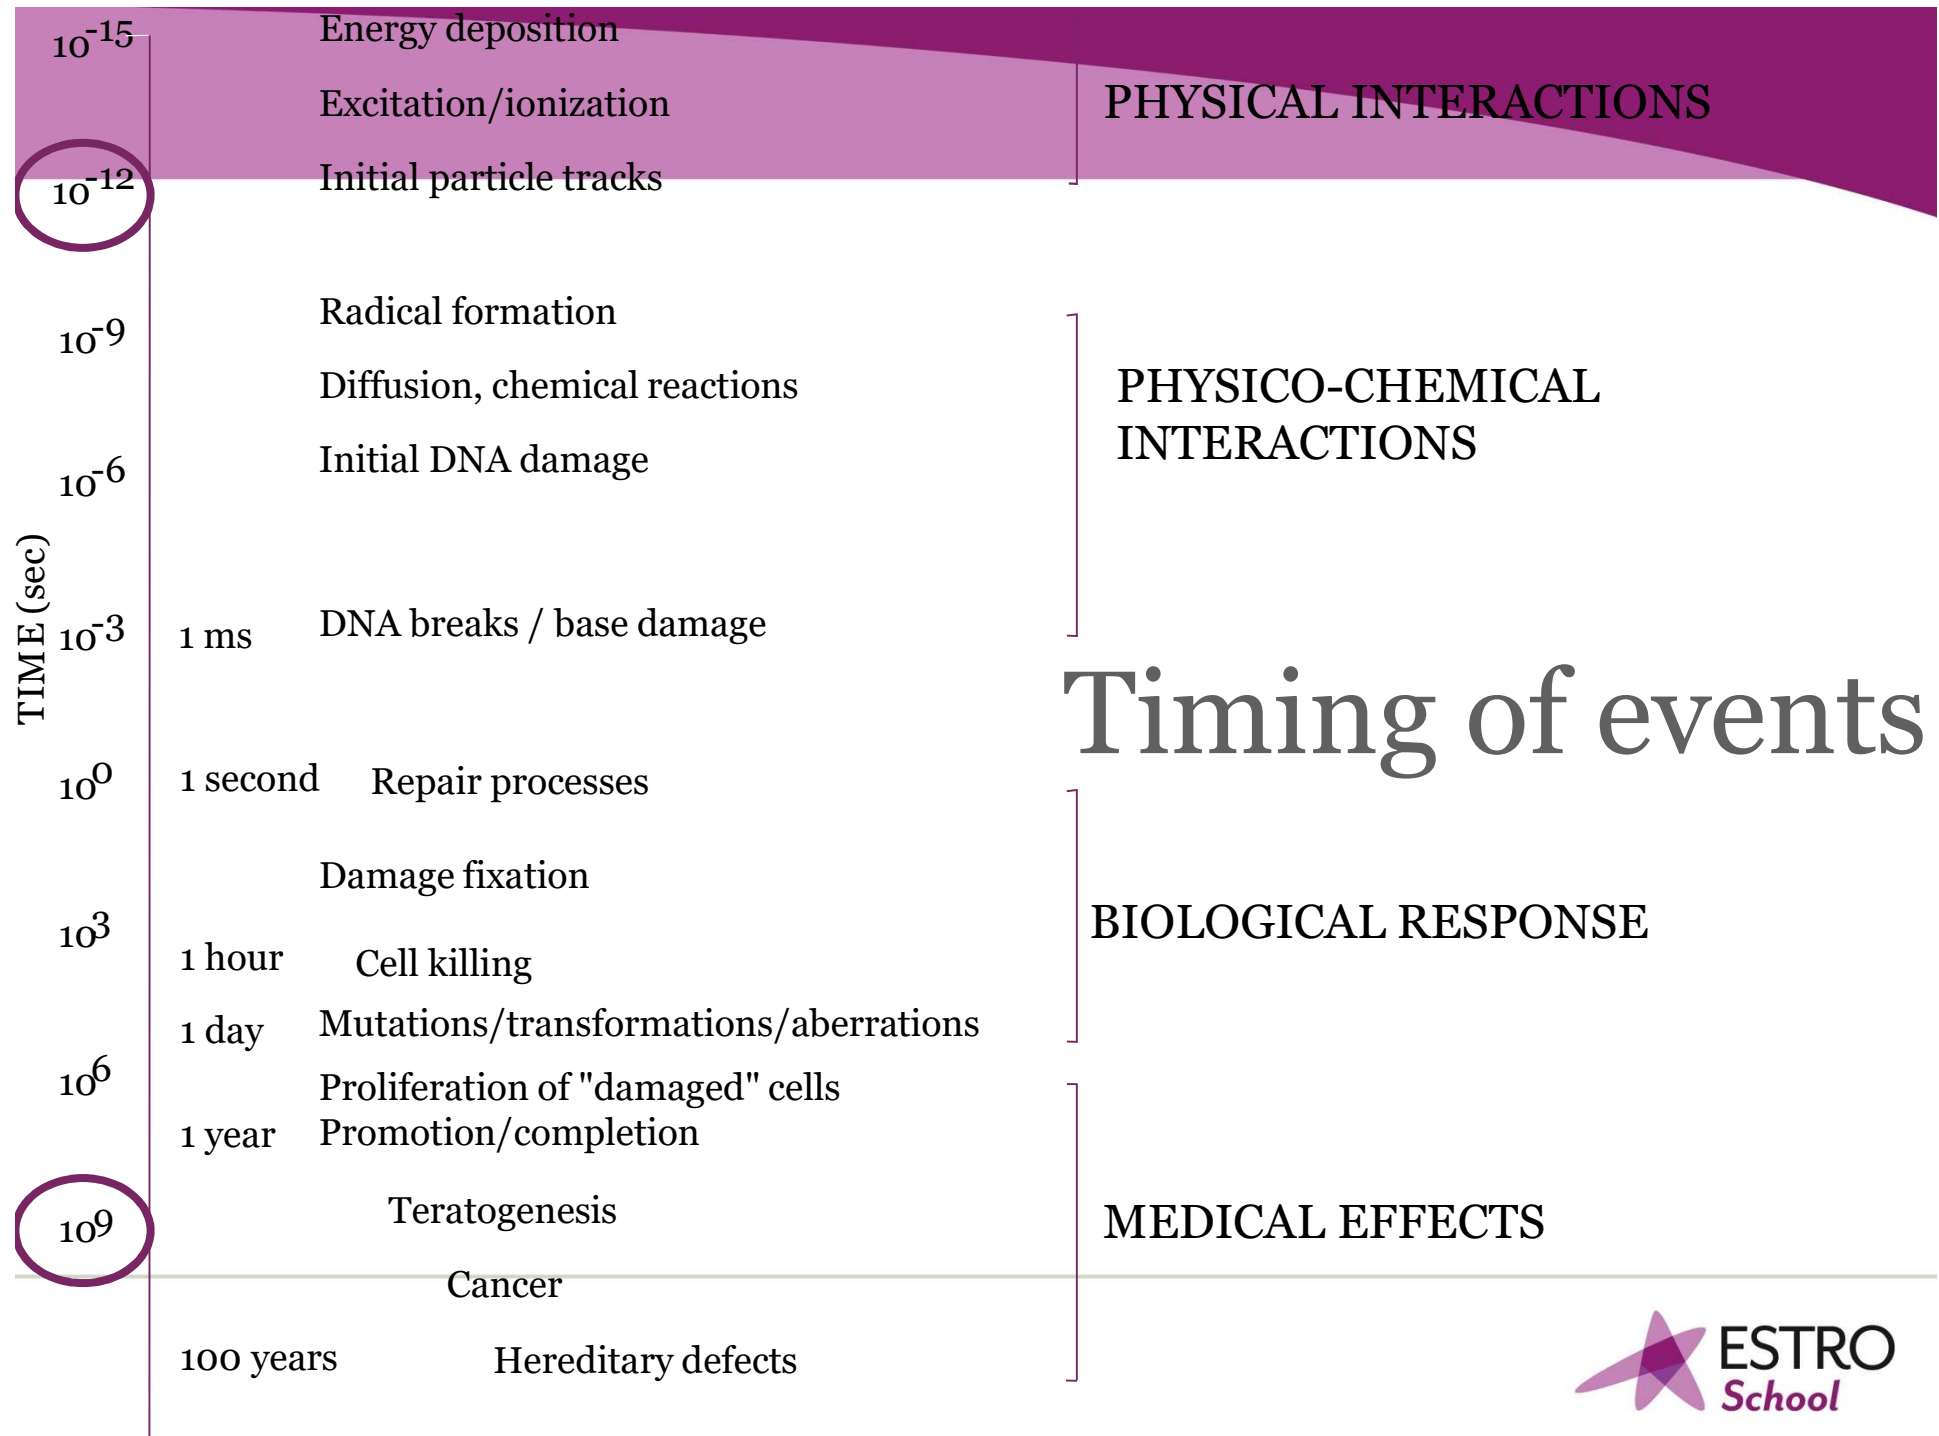 10-15 Energy deposition
Excitation/ionization
PHYSICAL INTERACTIONS
10-12 Initial particle tracks
Radical formation
10-9
Diffusion, chemical reactions
PHYSICO-CHEMICAL
INTERACTIONS
10-6 Initial DNA damage
TIME (sec)
10-3 1 ms DNA breaks / base damage
Timing of events
100 1 second Repair processes
Damage fixation
103
BIOLOGICAL RESPONSE
1 hour Cell killing
1 day Mutations/transformations/aberrations
106
Proliferation of "damaged" cells
1 year Promotion/completion
Teratogenesis
109
MEDICAL EFFECTS
Cancer
100 years Hereditary defects
ESTRO
School